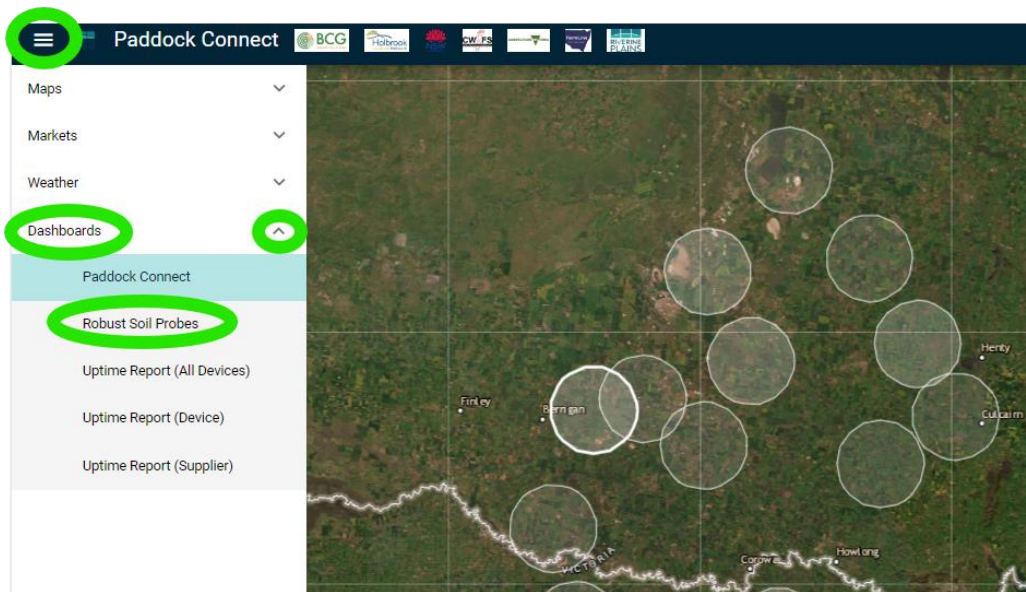 Paddock Connect
BCG
Holbrook
NSW
CWFS
RIVERINE PLAINS
Maps
Markets
Weather
Dashboards
Paddock Connect
Robust Soil Probes
Uptime Report (All Devices)
Uptime Report (Device)
Uptime Report (Supplier)
Henty
Finley
Berrigan
Culcairn
VICTORIA
Corowa
Howlong